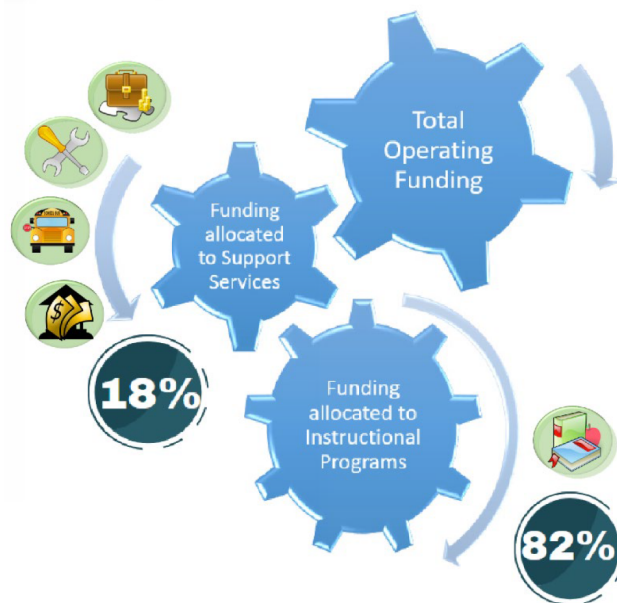 Total
Operating
Funding
Funding
allocated
to Support
Services
18%
Funding
allocated to
Instructional
Programs
82%